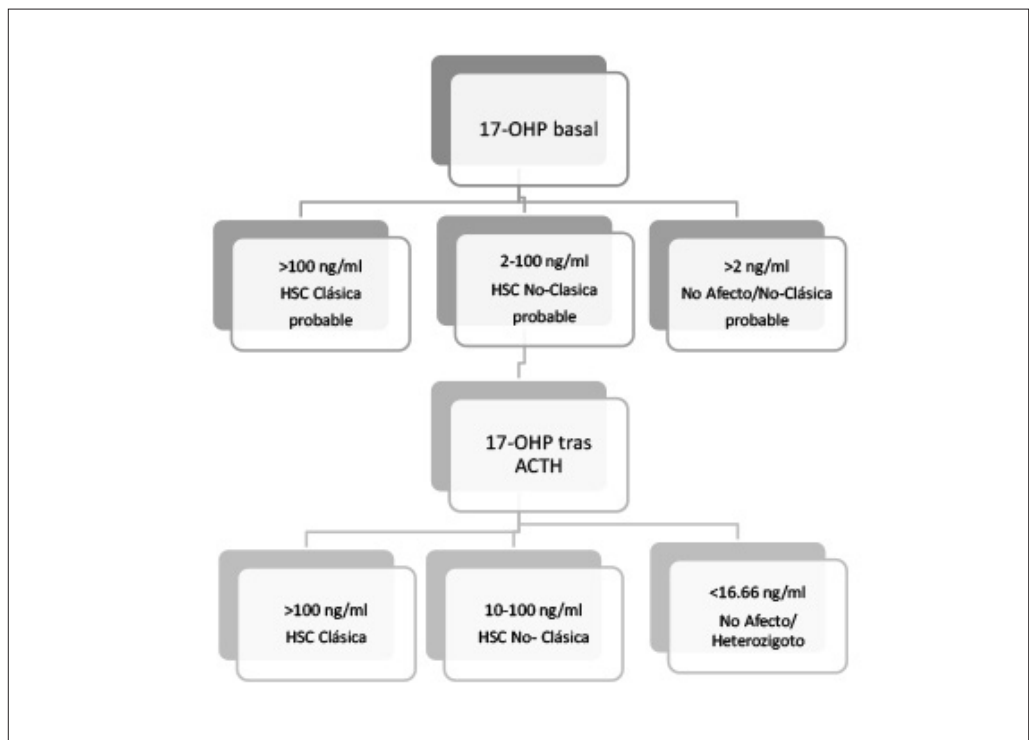 17-OHP basal
>100 ng/ml
HSC Clásica
probable
2-100 ng/ml
HSC No-Clasica
probable
>2 ng/ml
No Afecto/No-Clásica
probable
17-OHP tras
ACTH
>100 ng/ml
HSC Clásica
10-100 ng/ml
HSC No- Clásica
<16.66 ng/ml
No Afecto/
Heterozigoto